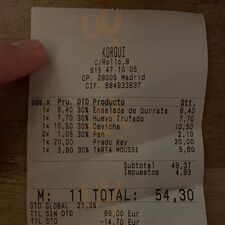 KORGUI
C/Rollo,8
915 47 10 05
CP. 28005 Madrid
CIF. B84933837
Uds.x Pru. DTO Producto Stt.
1x 8,40 30% Ensalada de burrata 8,40
1x 7,70 30% Huevo Trufado 7,70
1x 10,50 30% Ceviche 10,50
2x 1,05 Pan 2,10
1x 20,00 Prado Rey 20,00
1x 5,60 30% TARTA MOUSSE 5,60
Subtotal 49,37
Impuestos 4,93
M: 11 TOTAL: 54,30
DTO GLOBAL 21,3%
TTL SIN DTO 69,00 Eur
TTL DTO -14,70 Eur